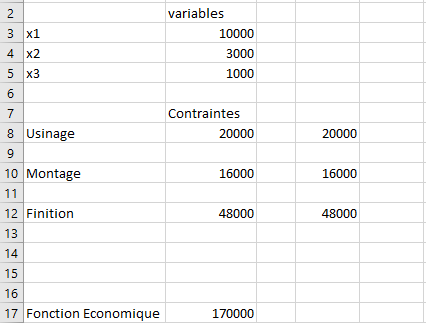 2 variables
3 x1 10000
4 x2 3000
5 x3 1000
6
7 Contraintes
8 Usinage 20000 20000
9
10 Montage 16000 16000
11
12 Finition 48000 48000
13
14
15
16
17 Fonction Economique 170000